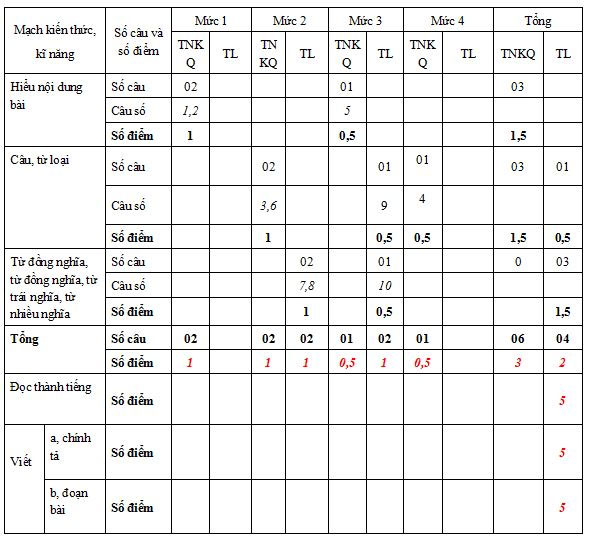 Mạch kiến thức, kĩ năng | Số câu và số điểm | Mức 1 | Mức 2 | Mức 3 | Mức 4 | Tổng
TNKQ | TL | TNKQ | TL | TNKQ | TL | TNKQ | TL | TNKQ | TL
Hiểu nội dung bài | Số câu | 02 | | | | 01 | | | | 03 |
Câu số | 1,2 | | | | 5 | | | | |
Số điểm | 1 | | | | 0,5 | | | | 1,5 |
Câu, từ loại | Số câu | | | 02 | | | 01 | 01 | | 03 | 01
Câu số | | | 3,6 | | | 9 | 4 | | |
Số điểm | | | 1 | | | 0,5 | 0,5 | | 1,5 | 0,5
Từ đồng nghĩa, từ đồng nghĩa, từ trái nghĩa, từ nhiều nghĩa | Số câu | | | | 02 | | 01 | | | 0 | 03
Câu số | | | | 7,8 | | 10 | | | |
Số điểm | | | | 1 | | 0,5 | | | | 1,5
Tổng | Số câu | 02 | | 02 | 02 | 01 | 02 | 01 | | 06 | 04
Số điểm | 1 | | 1 | 1 | 0,5 | 1 | 0,5 | | 3 | 2
Đọc thành tiếng | Số điểm | | | | | | | | | | 5
Viết | a, chính tả | Số điểm | | | | | | | | | | 5
b, đoạn bài | Số điểm | | | | | | | | | | 5